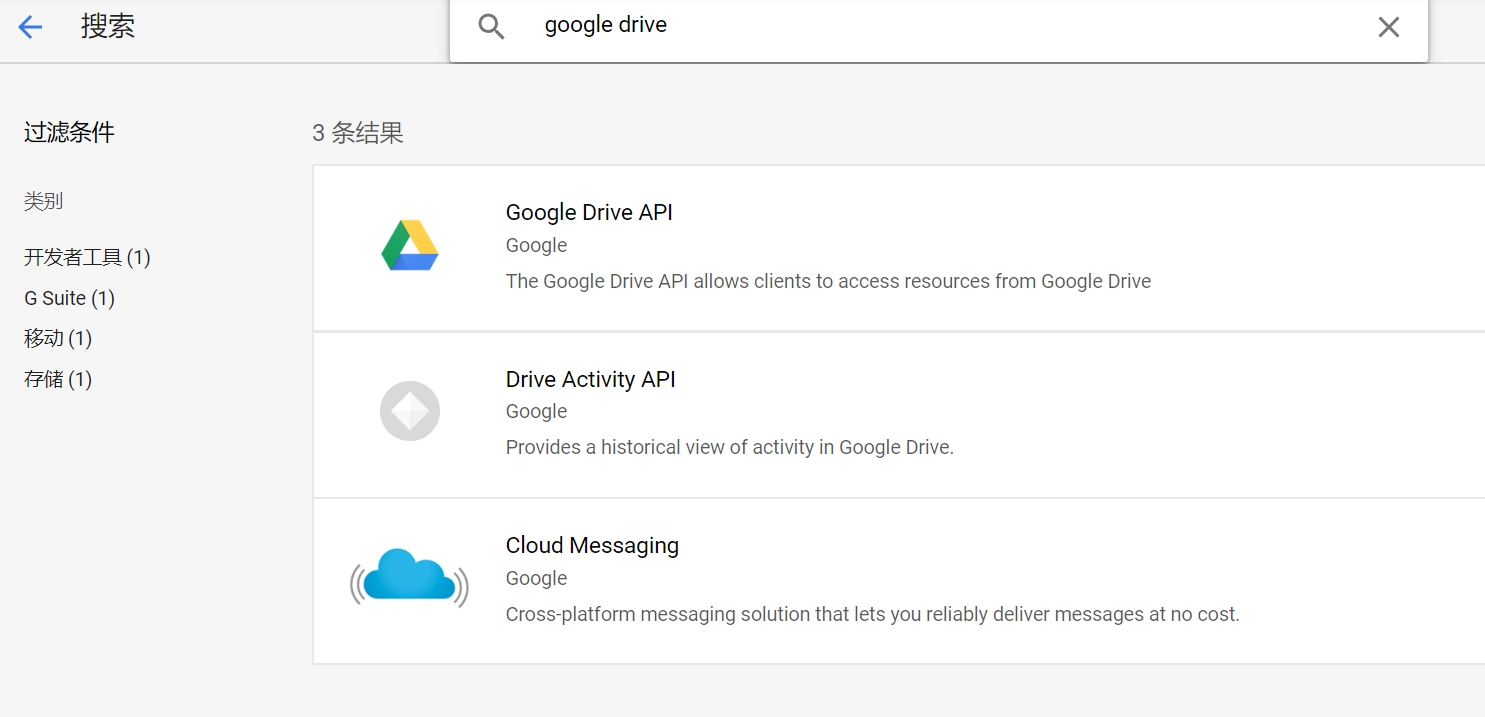 搜索
google drive
过滤条件
类别
开发者工具 (1)
G Suite (1)
移动 (1)
存储 (1)
3 条结果
Google Drive API
Google
The Google Drive API allows clients to access resources from Google Drive
Drive Activity API
Google
Provides a historical view of activity in Google Drive.
Cloud Messaging
Google
Cross-platform messaging solution that lets you reliably deliver messages at no cost.